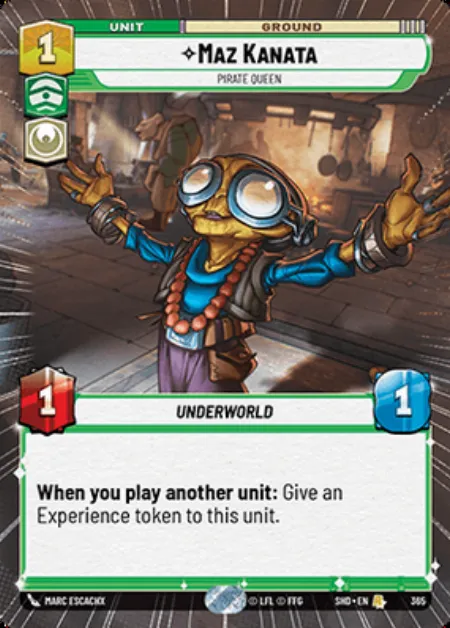 UNIT GROUND
1
MAZ KANATA
PIRATE QUEEN
1 UNDERWORLD 1
When you play another unit: Give an
Experience token to this unit.
MARC ESCACHX © LFL © FFG SHD • EN 365